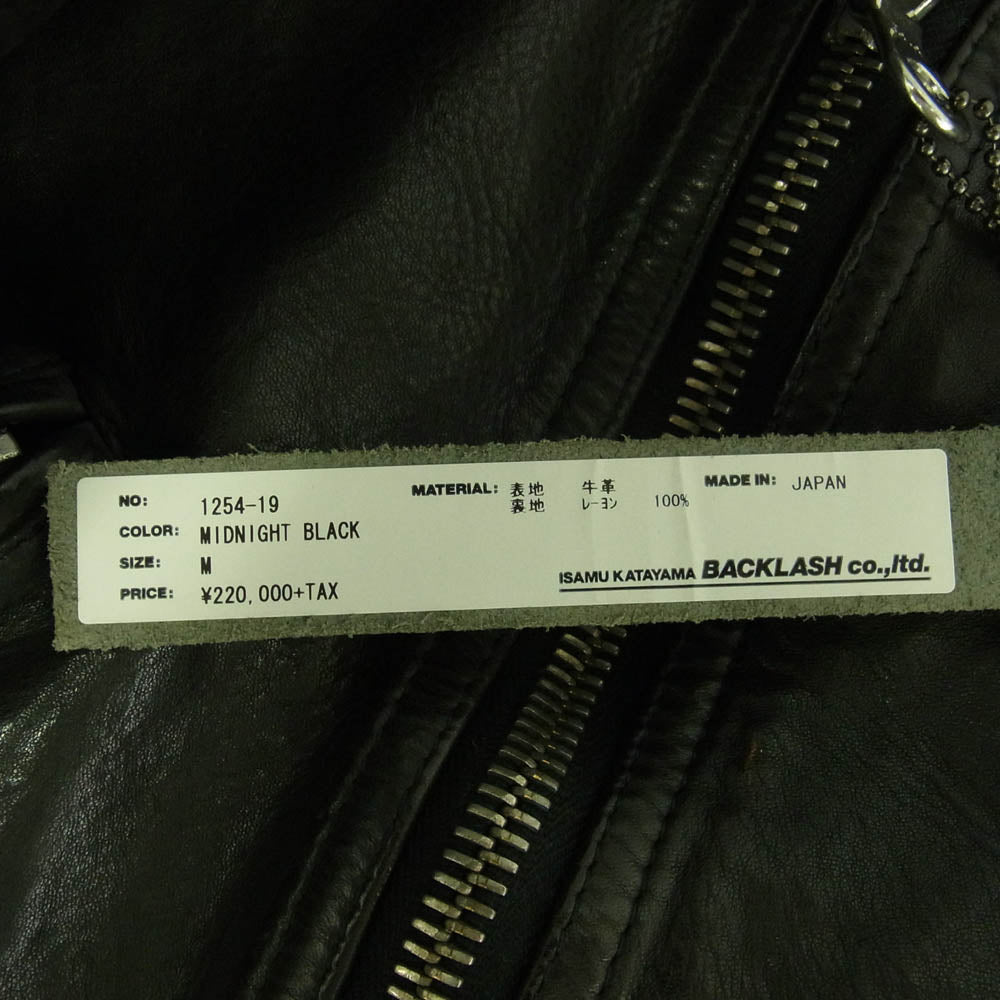 NO: 1254-19
COLOR: MIDNIGHT BLACK
SIZE: M
PRICE: ¥220,000+TAX
MATERIAL: 表地 牛革
裏地 レーヨン 100%
MADE IN: JAPAN
ISAMU KATAYAMA BACKLASH co.,ltd.